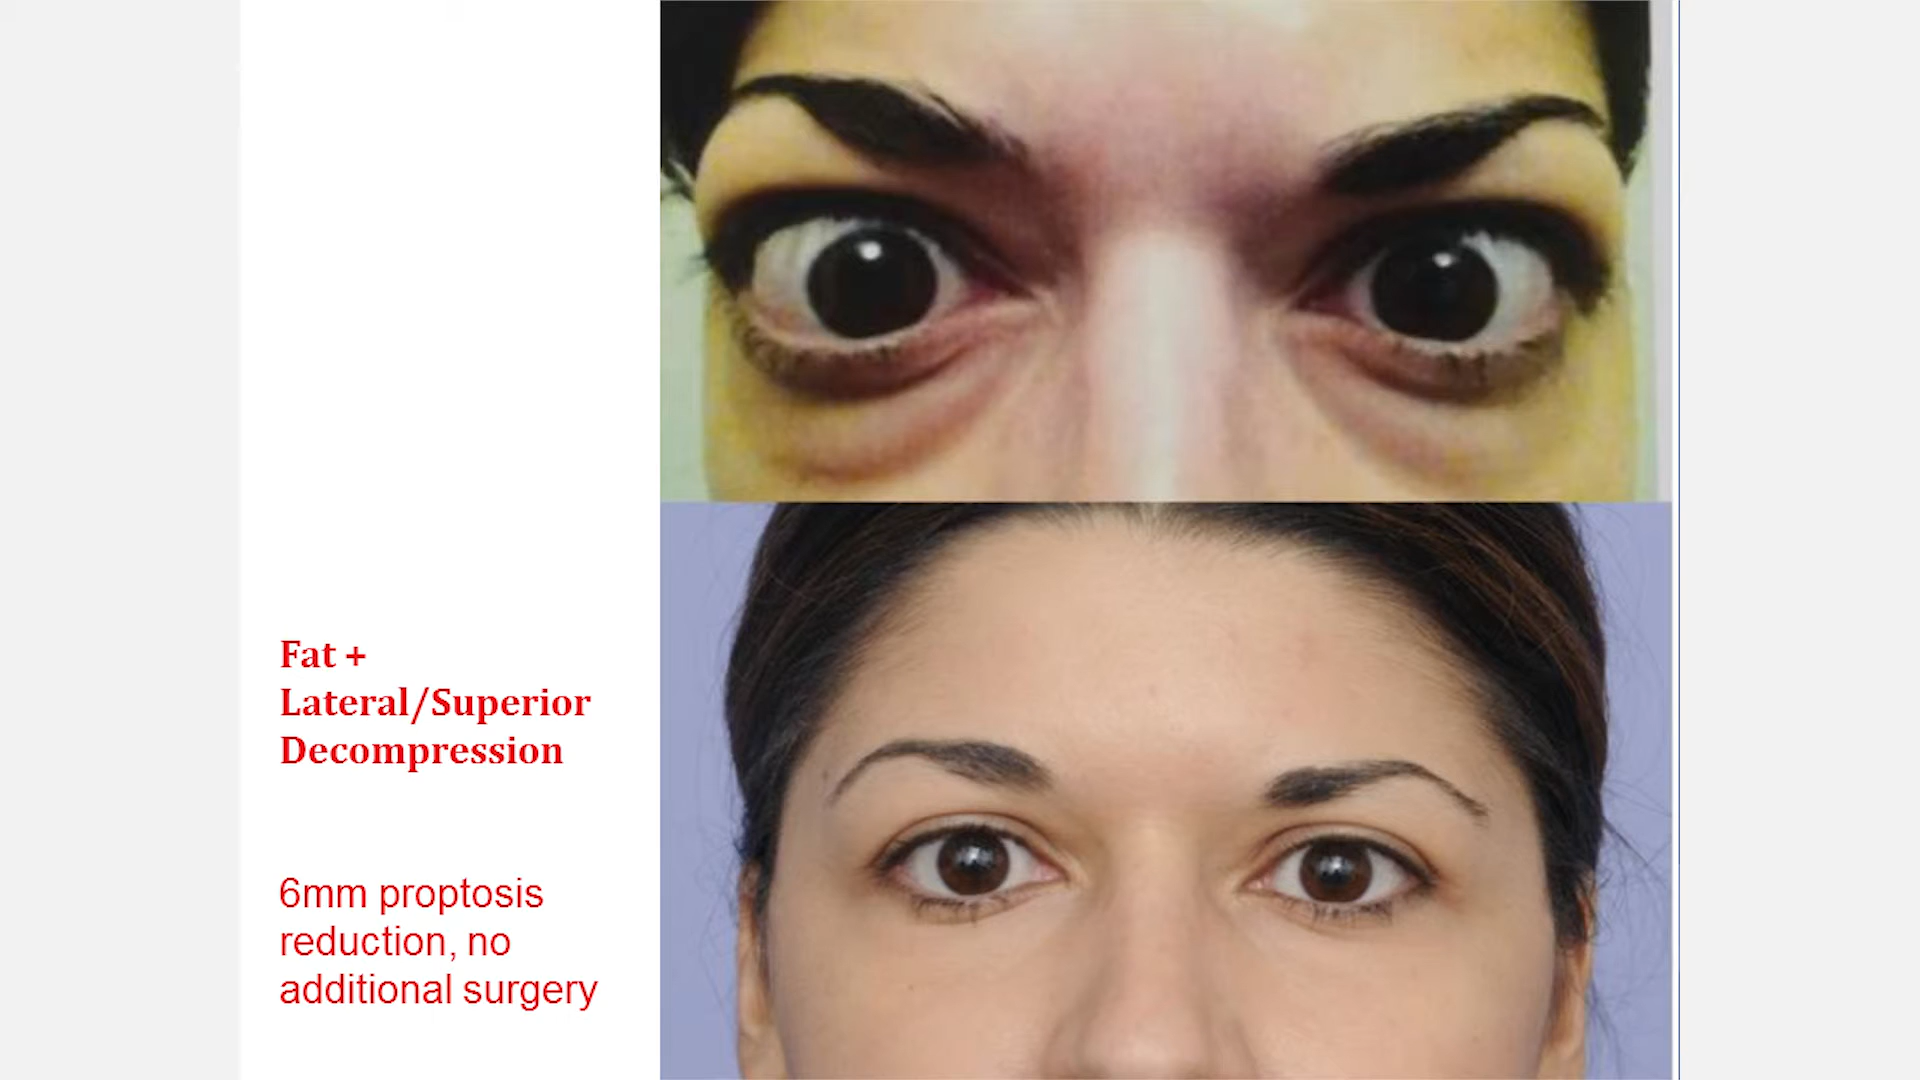 Fat +
Lateral/Superior
Decompression
6mm proptosis
reduction, no
additional surgery